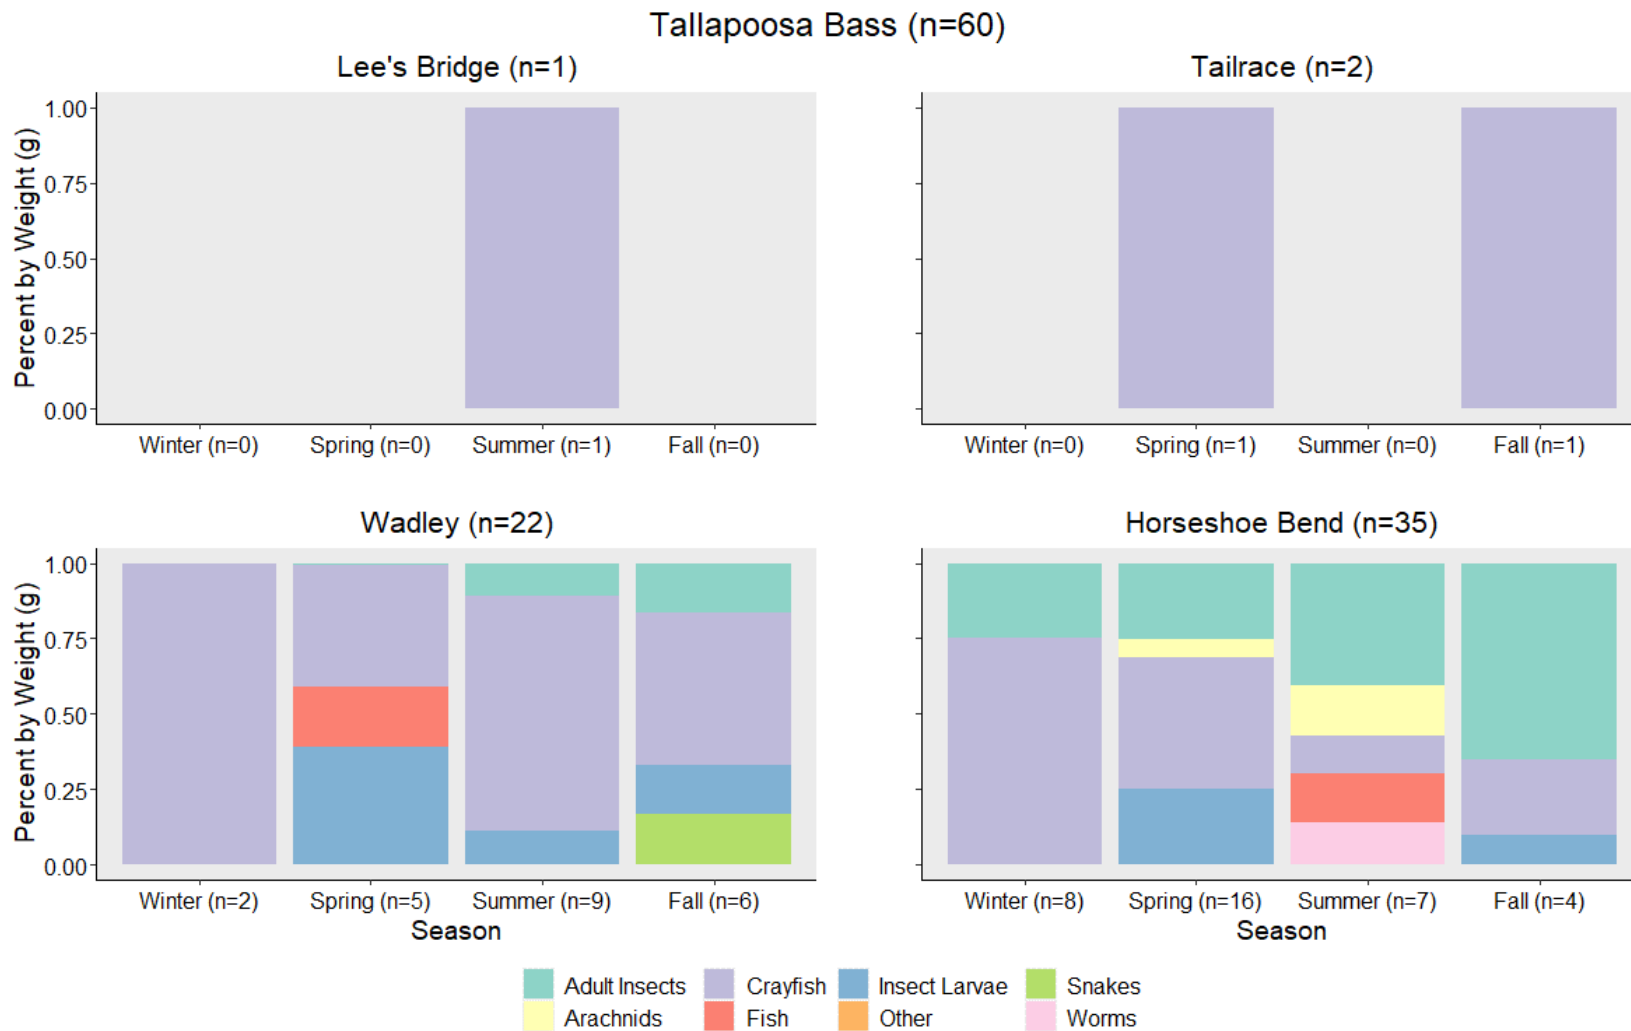 Tallapoosa Bass (n=60)
Lee's Bridge (n=1)
Tailrace (n=2)
Percent by Weight (g)
1.00
0.75
0.50
0.25
0.00
Winter (n=0) Spring (n=0) Summer (n=1) Fall (n=0)
Winter (n=0) Spring (n=1) Summer (n=0) Fall (n=1)
Wadley (n=22)
Horseshoe Bend (n=35)
Percent by Weight (g)
1.00
0.75
0.50
0.25
0.00
Winter (n=2) Spring (n=5) Summer (n=9) Fall (n=6)
Season
Winter (n=8) Spring (n=16) Summer (n=7) Fall (n=4)
Season
Adult Insects Crayfish Insect Larvae Snakes
Arachnids Fish Other Worms